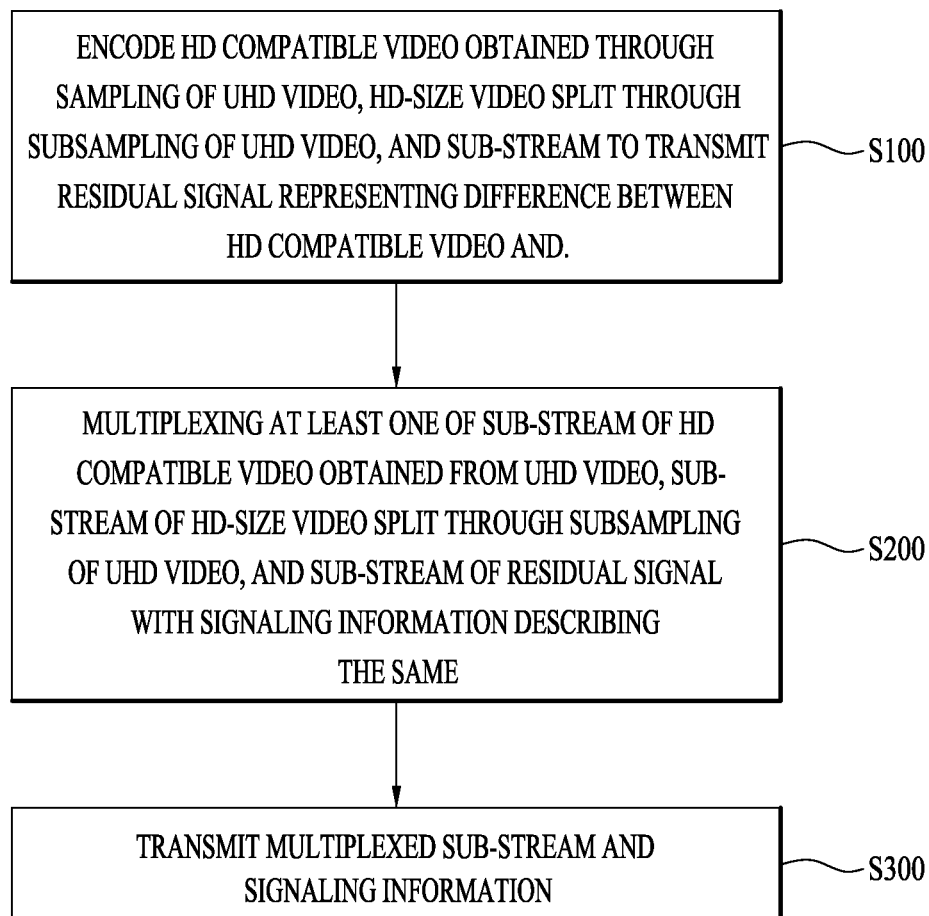 ENCODE HD COMPATIBLE VIDEO OBTAINED THROUGH
SAMPLING OF UHD VIDEO, HD-SIZE VIDEO SPLIT THROUGH
SUBSAMPLING OF UHD VIDEO, AND SUB-STREAM TO TRANSMIT
RESIDUAL SIGNAL REPRESENTING DIFFERENCE BETWEEN
HD COMPATIBLE VIDEO AND.
S100
MULTIPLEXING AT LEAST ONE OF SUB-STREAM OF HD
COMPATIBLE VIDEO OBTAINED FROM UHD VIDEO, SUB-
STREAM OF HD-SIZE VIDEO SPLIT THROUGH SUBSAMPLING
OF UHD VIDEO, AND SUB-STREAM OF RESIDUAL SIGNAL
WITH SIGNALING INFORMATION DESCRIBING
THE SAME
S200
TRANSMIT MULTIPLEXED SUB-STREAM AND
SIGNALING INFORMATION
S300